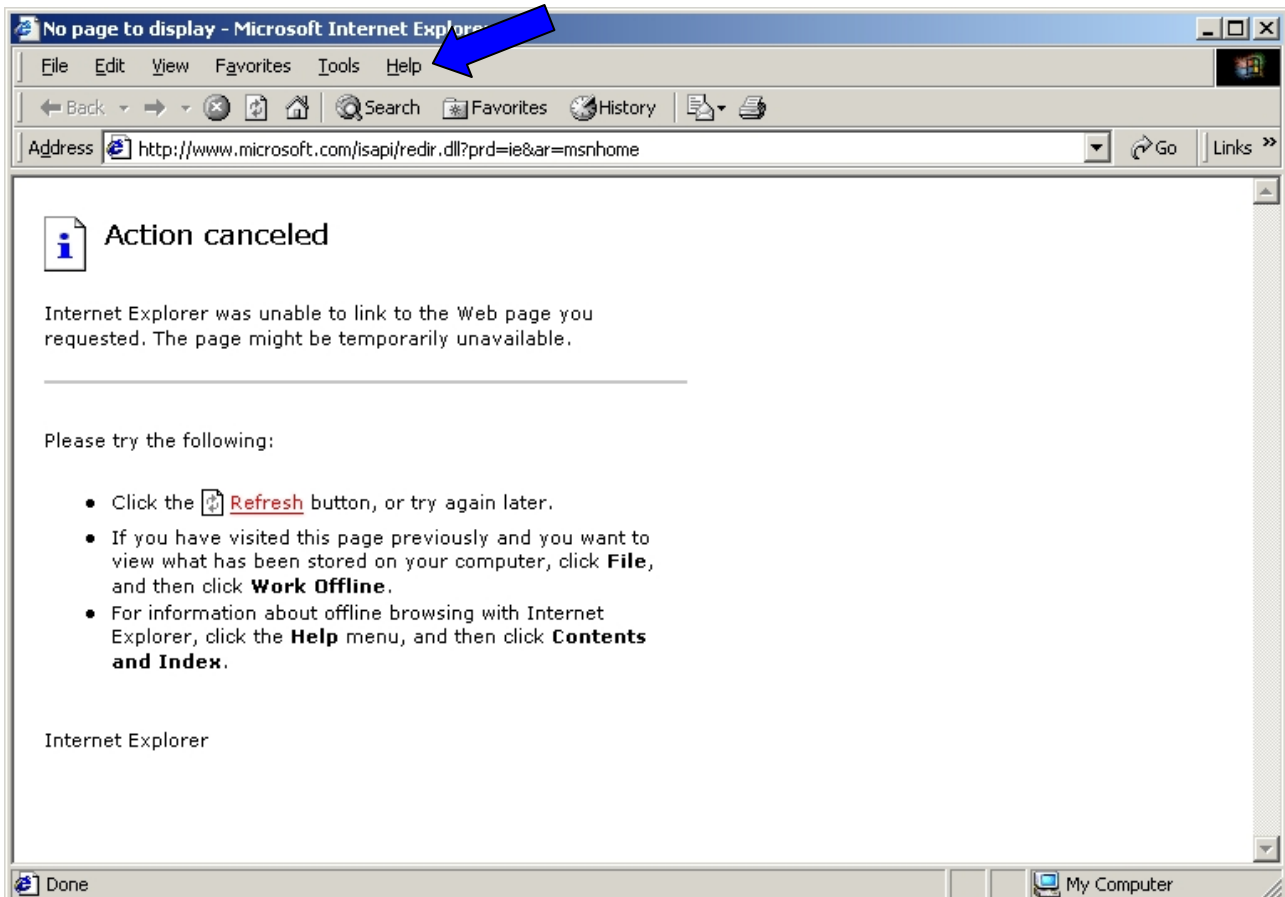 No page to display - Microsoft Internet Explorer
File Edit View Favorites Tools Help
Back Search Favorites History
Address http://www.microsoft.com/isapi/redir.dll?prd=ie&ar=msnhome Go Links »
Action canceled
Internet Explorer was unable to link to the Web page you
requested. The page might be temporarily unavailable.
Please try the following:
• Click the Refresh button, or try again later.
• If you have visited this page previously and you want to
view what has been stored on your computer, click File,
and then click Work Offline.
• For information about offline browsing with Internet
Explorer, click the Help menu, and then click Contents
and Index.
Internet Explorer
Done My Computer